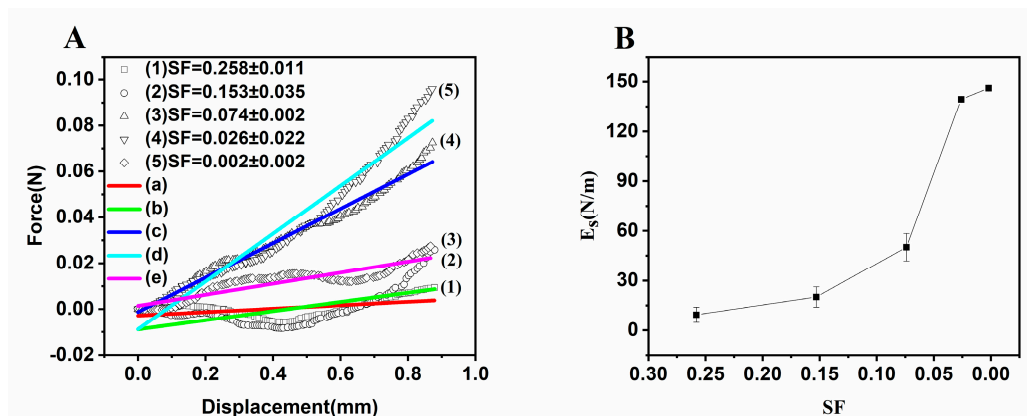 A
(1)SF=0.258±0.011
(2)SF=0.153±0.035
(3)SF=0.074±0.002
(4)SF=0.026±0.022
(5)SF=0.002±0.002
(a)
(b)
(c)
(d)
(e)
(5)
(4)
(3)
(2)
(1)
0.10
0.08
0.06
0.04
0.02
0.00
-0.02
Force(N)
0.0 0.2 0.4 0.6 0.8 1.0
Displacement(mm)
B
150
120
90
60
30
0
Es(N/m)
0.30 0.25 0.20 0.15 0.10 0.05 0.00
SF